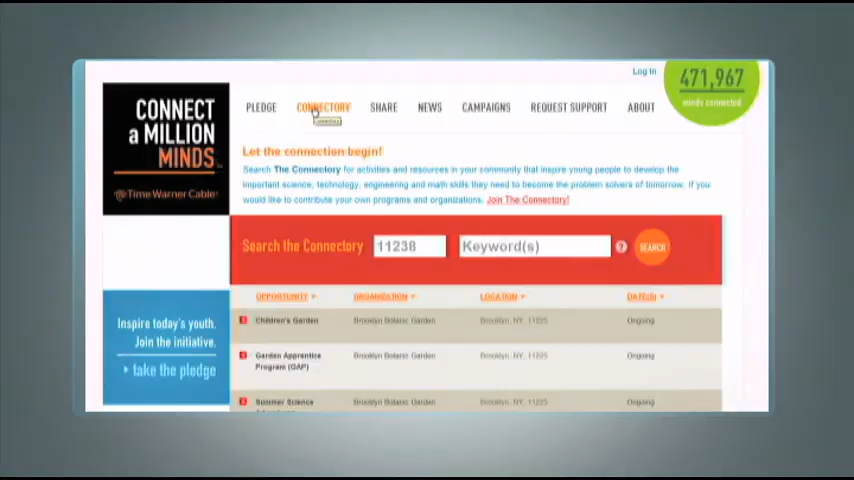 Log In
471,967
minds connected
CONNECT
a MILLION
MINDS
Time Warner Cable
PLEDGE CONNECTORY SHARE NEWS CAMPAIGNS REQUEST SUPPORT ABOUT
Let the connection begin!
Search The Connectory for activities and resources in your community that inspire young people to develop the
important science, technology, engineering and math skills they need to become the problem solvers of tomorrow. If you
would like to contribute your own programs and organizations, Join The Connectory!
Search the Connectory 11238 Keyword(s) ? SEARCH
OPPORTUNITY ORGANIZATION LOCATION DATE(S)
Children's Garden Brooklyn Botanic Garden Brooklyn, NY, 11225 Ongoing
Garden Apprentice Brooklyn Botanic Garden Brooklyn, NY, 11225 Ongoing
Program (GAP)
Summer Science Brooklyn Botanic Garden Brooklyn, NY, 11225 Ongoing
Inspire today's youth.
Join the initiative.
take the pledge